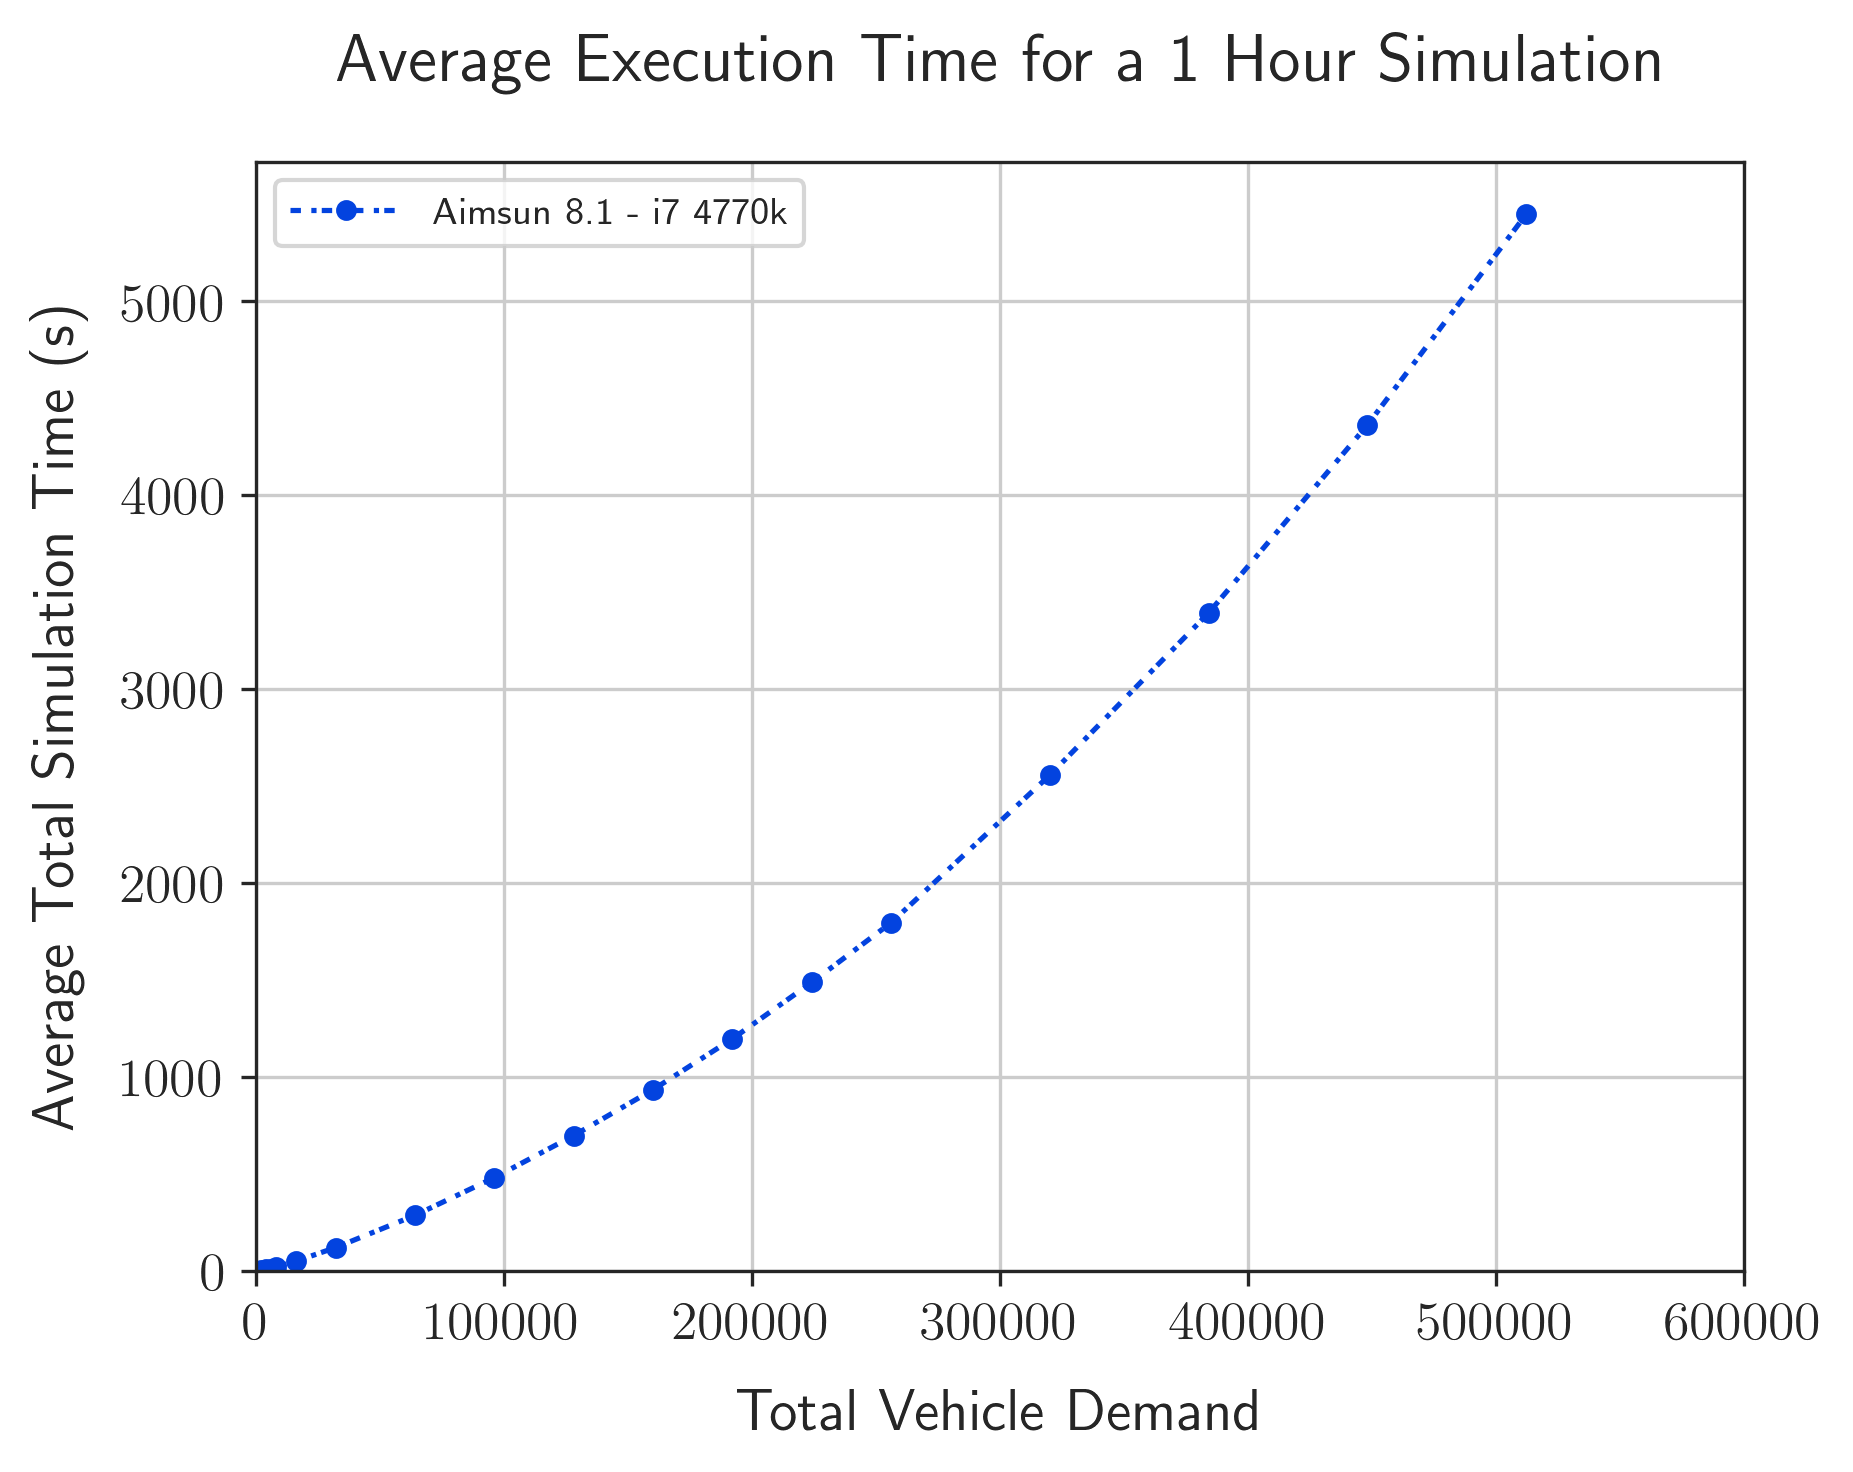 Average Execution Time for a 1 Hour Simulation
Aimsun 8.1 - i7 4770k
Average Total Simulation Time (s)
5000
4000
3000
2000
1000
0
0 100000 200000 300000 400000 500000 600000
Total Vehicle Demand